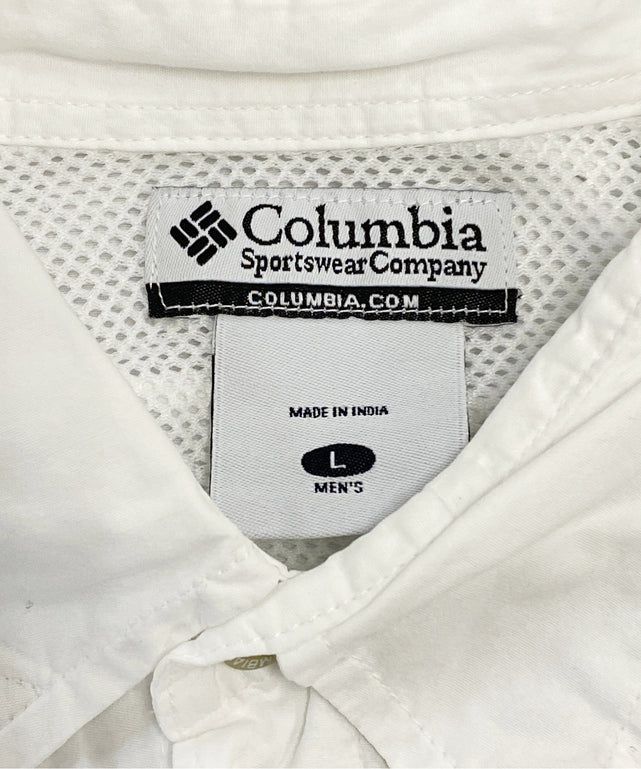 Columbia
Sportswear Company
COLUMBIA.COM
MADE IN INDIA
L
MEN'S